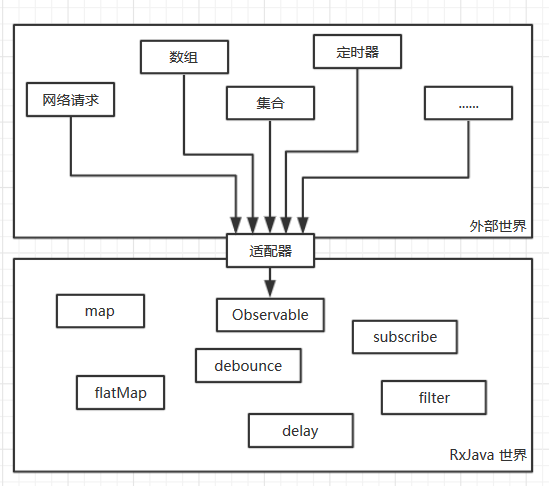 定时器
数组
网络请求
集合
......
外部世界
适配器
map
Observable
subscribe
debounce
flatMap
filter
delay
RxJava 世界